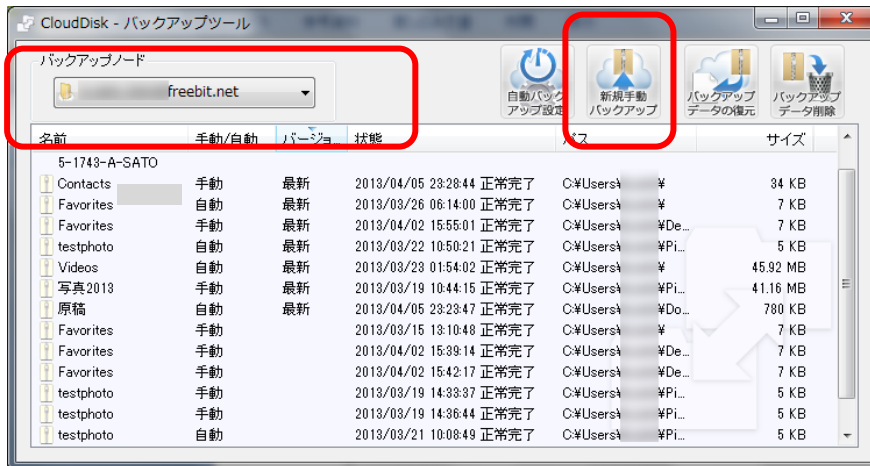 CloudDisk - バックアップツール
バックアップノード
freebit.net
自動バックアップ設定
新規手動バックアップ
バックアップデータの復元
バックアップデータ削除
名前 手動/自動 バージョ... 状態 パス サイズ
5-1743-A-SATO
Contacts 手動 最新 2013/04/05 23:28:44 正常完了 C:¥Users¥ ¥ 34 KB
Favorites 自動 最新 2013/03/26 06:14:00 正常完了 C:¥Users¥ ¥ 7 KB
Favorites 手動 最新 2013/04/02 15:55:01 正常完了 C:¥Users¥ ¥De... 7 KB
testphoto 自動 最新 2013/03/22 10:50:21 正常完了 C:¥Users¥ ¥Pi... 5 KB
Videos 自動 最新 2013/03/23 01:54:02 正常完了 C:¥Users¥ ¥ 45.92 MB
写真2013 手動 最新 2013/03/19 10:44:15 正常完了 C:¥Users¥ ¥Pi... 41.16 MB
原稿 自動 最新 2013/04/05 23:23:47 正常完了 C:¥Users¥ ¥Do... 780 KB
Favorites 手動 2013/03/15 13:10:48 正常完了 C:¥Users¥ ¥ 7 KB
Favorites 手動 2013/04/02 15:39:14 正常完了 C:¥Users¥ ¥De... 7 KB
Favorites 手動 2013/04/02 15:42:17 正常完了 C:¥Users¥ ¥De... 7 KB
testphoto 手動 2013/03/19 14:33:37 正常完了 C:¥Users¥ ¥Pi... 5 KB
testphoto 手動 2013/03/19 14:36:44 正常完了 C:¥Users¥ ¥Pi... 5 KB
testphoto 自動 2013/03/21 10:08:49 正常完了 C:¥Users¥ ¥Pi... 5 KB